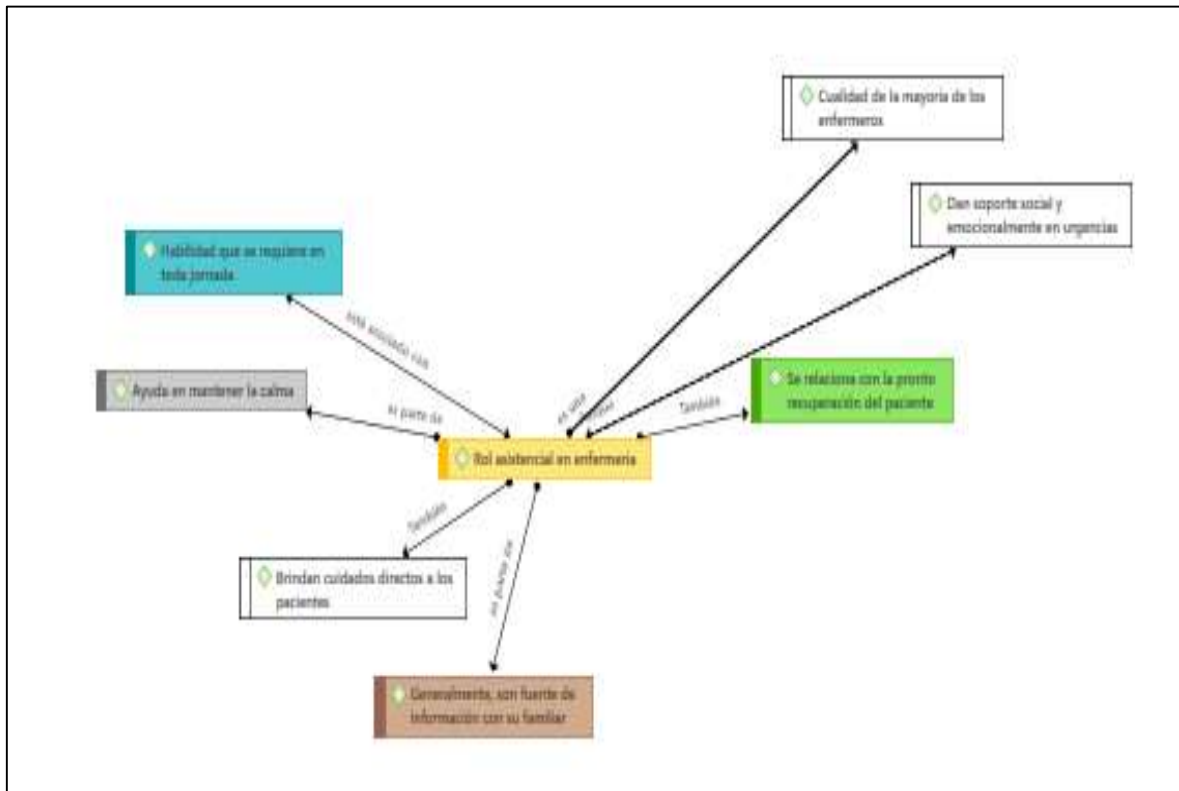 Cualidad de la mayoria de los
enfermeros
Dan soporte social y
emocionalmente en urgencias
Habilidad que se requiere en
toda jornada
está asociado con
Ayuda en mantener la calma
es parte de
es una
También
Se relaciona con la pronto
recuperación del paciente
Rol asistencial en enfermeria
También
Brindan cuidados directos a los
pacientes
es parte de
Generalmente, son fuente de
información con su familiar